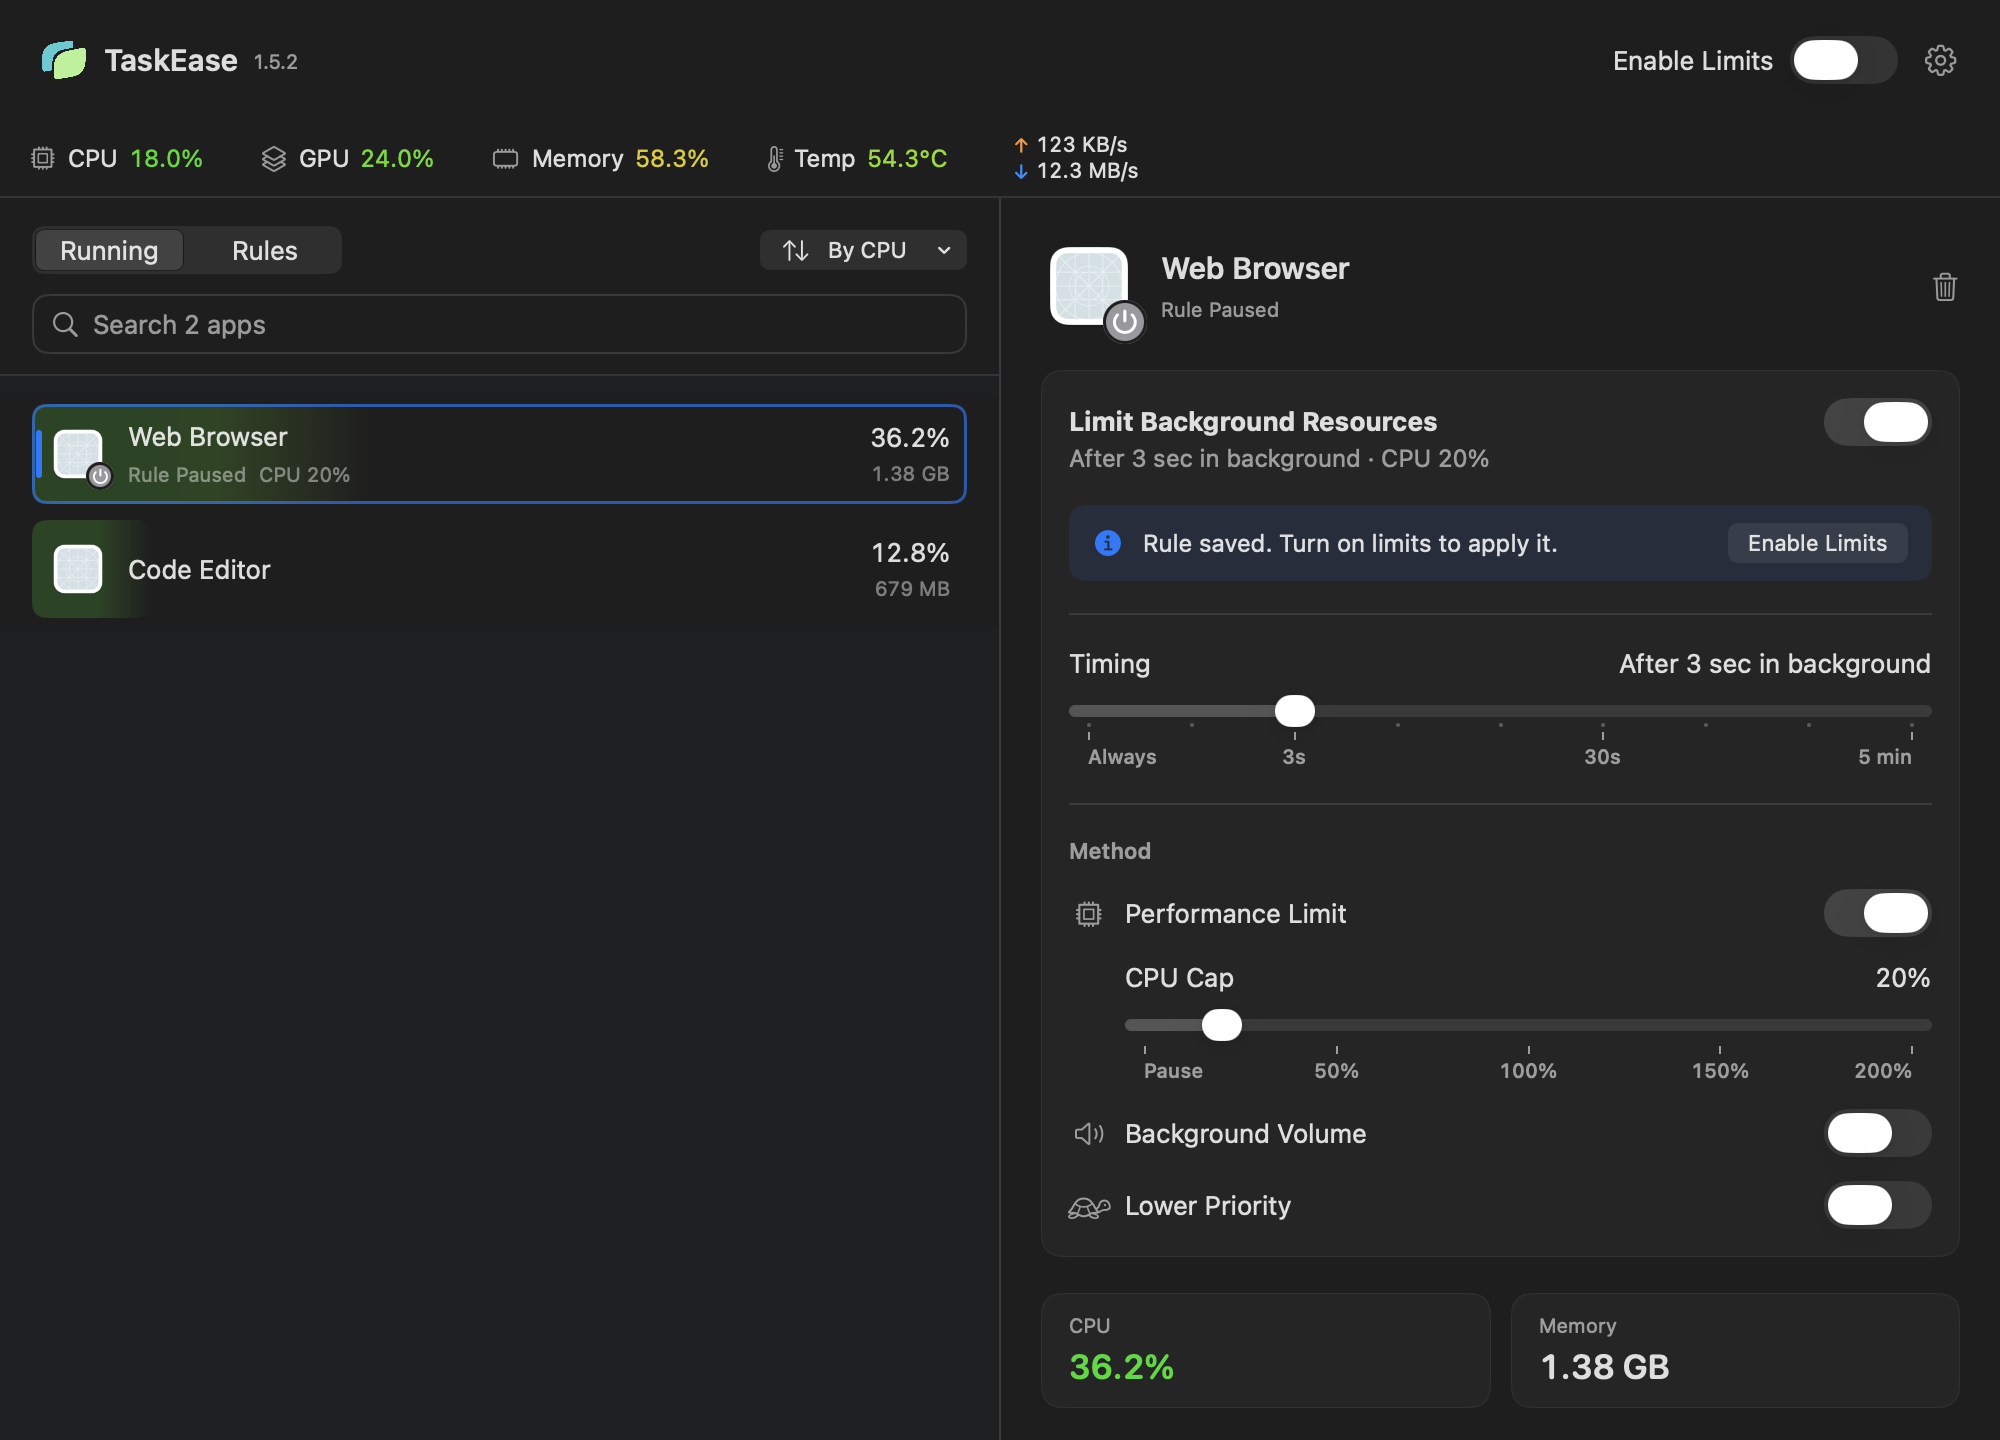 TaskEase 1.5.2
Enable Limits
CPU 18.0%
GPU 24.0%
Memory 58.3%
Temp 54.3°C
↑ 123 KB/s
↓ 12.3 MB/s
Running
Rules
By CPU
Search 2 apps
Web Browser
36.2%
Rule Paused CPU 20%
1.38 GB
Code Editor
12.8%
679 MB
Web Browser
Rule Paused
Limit Background Resources
After 3 sec in background · CPU 20%
Rule saved. Turn on limits to apply it.
Enable Limits
Timing
After 3 sec in background
Always
3s
30s
5 min
Method
Performance Limit
CPU Cap
20%
Pause
50%
100%
150%
200%
Background Volume
Lower Priority
CPU
36.2%
Memory
1.38 GB